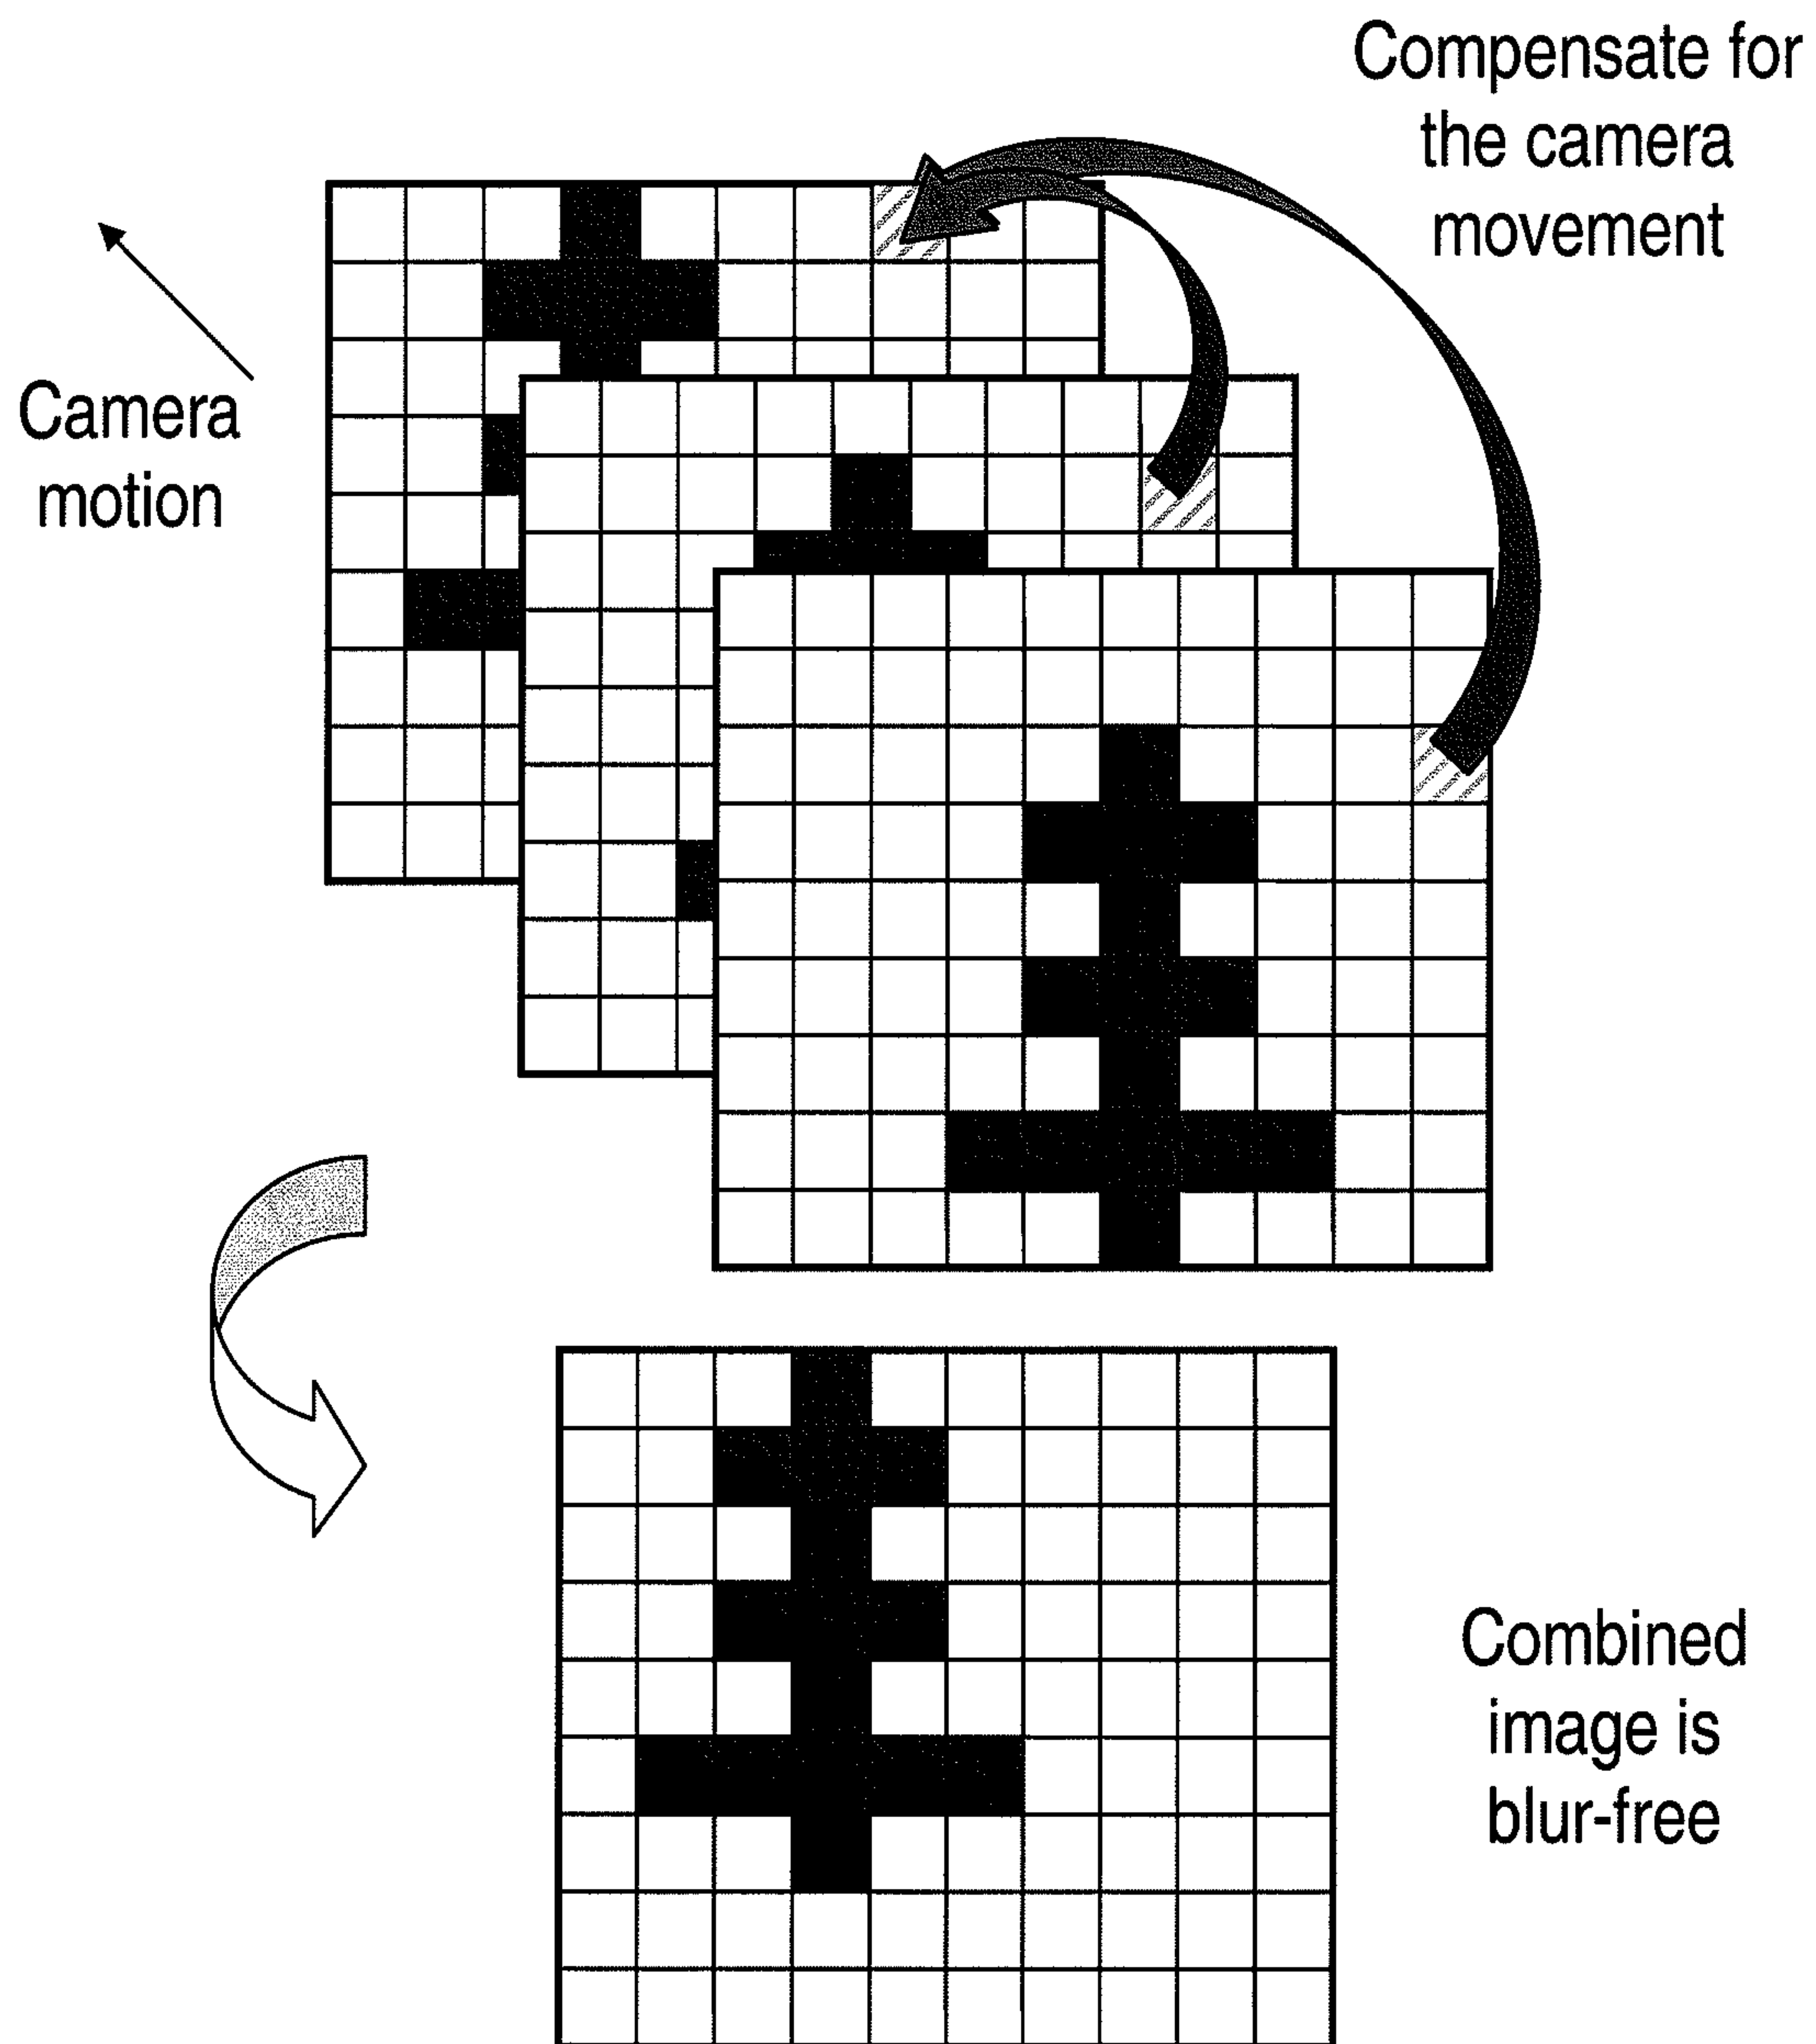 Compensate for
the camera
movement
Camera
motion
Combined
image is
blur-free